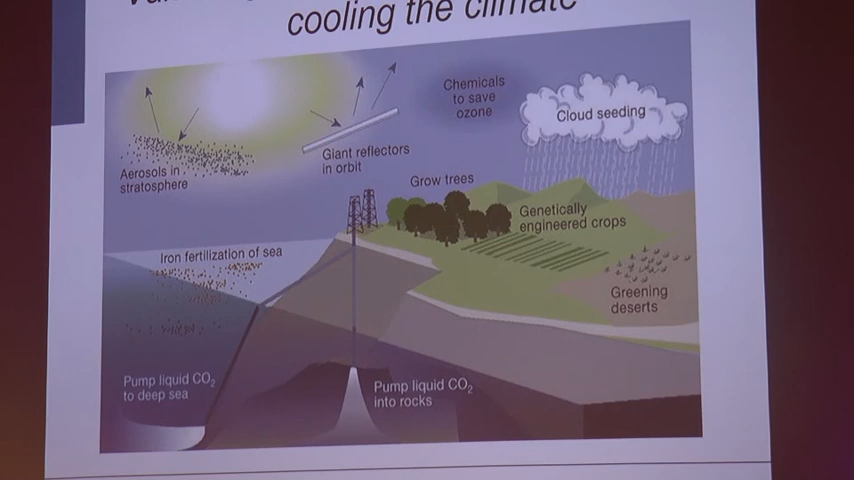 cooling the climate
Chemicals
to save
ozone
Cloud seeding
Giant reflectors
in orbit
Aerosols in
stratosphere
Grow trees
Genetically
engineered crops
Iron fertilization of sea
Greening
deserts
Pump liquid CO₂
to deep sea
Pump liquid CO₂
into rocks